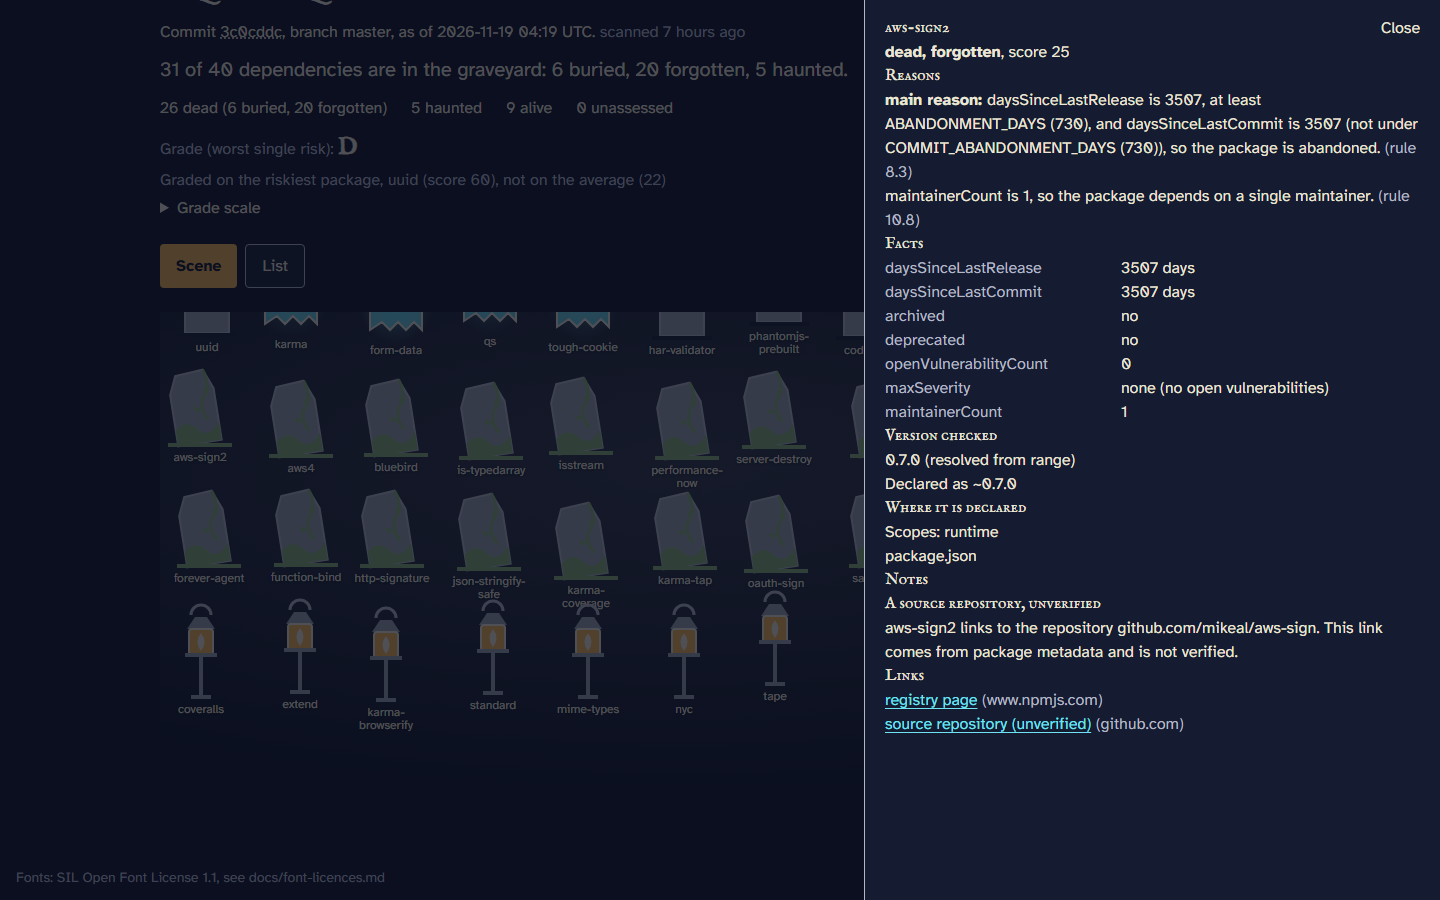 Commit 3c0cddc, branch master, as of 2026-11-19 04:19 UTC. scanned 7 hours ago
31 of 40 dependencies are in the graveyard: 6 buried, 20 forgotten, 5 haunted.
26 dead (6 buried, 20 forgotten) 5 haunted 9 alive 0 unassessed
Grade (worst single risk): D
Graded on the riskiest package, uuid (score 60), not on the average (22)
Grade scale
Scene List
uuid karma form-data qs tough-cookie har-validator phantomjs-
prebuilt
aws-sign2 aws4 bluebird is-typedarray isstream performance-
now server-destroy
forever-agent function-bind http-signature json-stringify-
safe karma-
coverage karma-tap oauth-sign
coveralls extend karma-
browserify standard mime-types nyc tape
Fonts: SIL Open Font License 1.1, see docs/font-licences.md
aws-sign2 Close
dead, forgotten, score 25
Reasons
main reason: daysSinceLastRelease is 3507, at least
ABANDONMENT_DAYS (730), and daysSinceLastCommit is 3507 (not under
COMMIT_ABANDONMENT_DAYS (730)), so the package is abandoned. (rule
8.3)
maintainerCount is 1, so the package depends on a single maintainer. (rule
10.8)
Facts
daysSinceLastRelease 3507 days
daysSinceLastCommit 3507 days
archived no
deprecated no
openVulnerabilityCount 0
maxSeverity none (no open vulnerabilities)
maintainerCount 1
Version checked
0.7.0 (resolved from range)
Declared as ~0.7.0
Where it is declared
Scopes: runtime
package.json
Notes
A source repository, unverified
aws-sign2 links to the repository github.com/mikeal/aws-sign. This link
comes from package metadata and is not verified.
Links
registry page (www.npmjs.com)
source repository (unverified) (github.com)